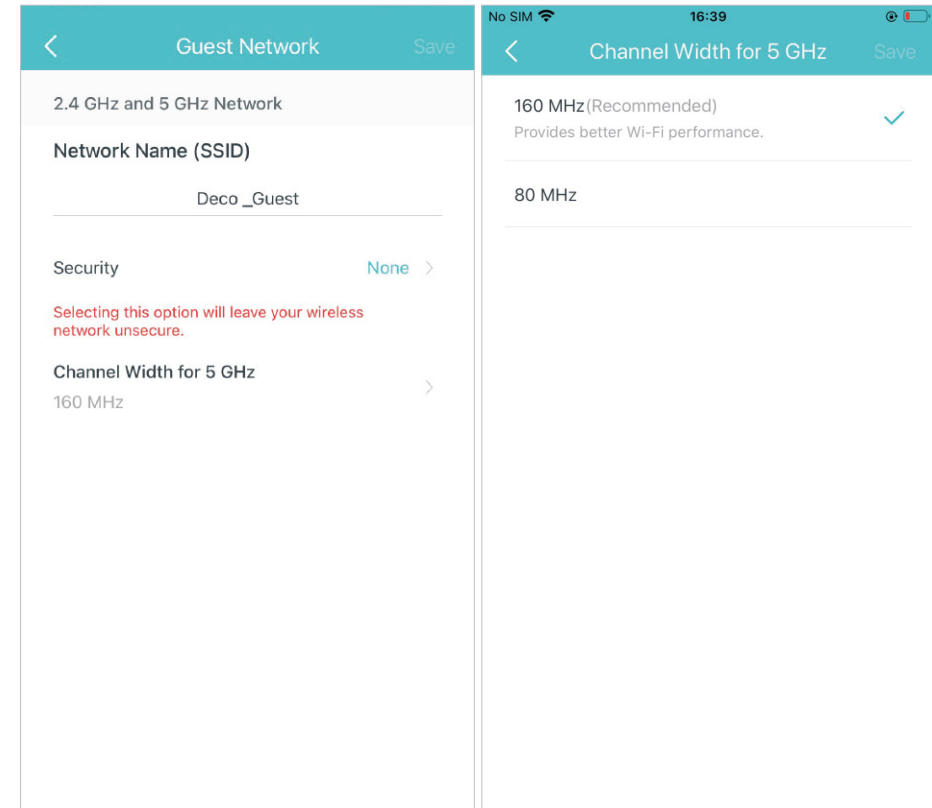 Guest Network
Save
2.4 GHz and 5 GHz Network
Network Name (SSID)
Deco _Guest
Security
None
Selecting this option will leave your wireless
network unsecure.
Channel Width for 5 GHz
160 MHz
No SIM
16:39
Channel Width for 5 GHz
Save
160 MHz(Recommended)
Provides better Wi-Fi performance.
80 MHz